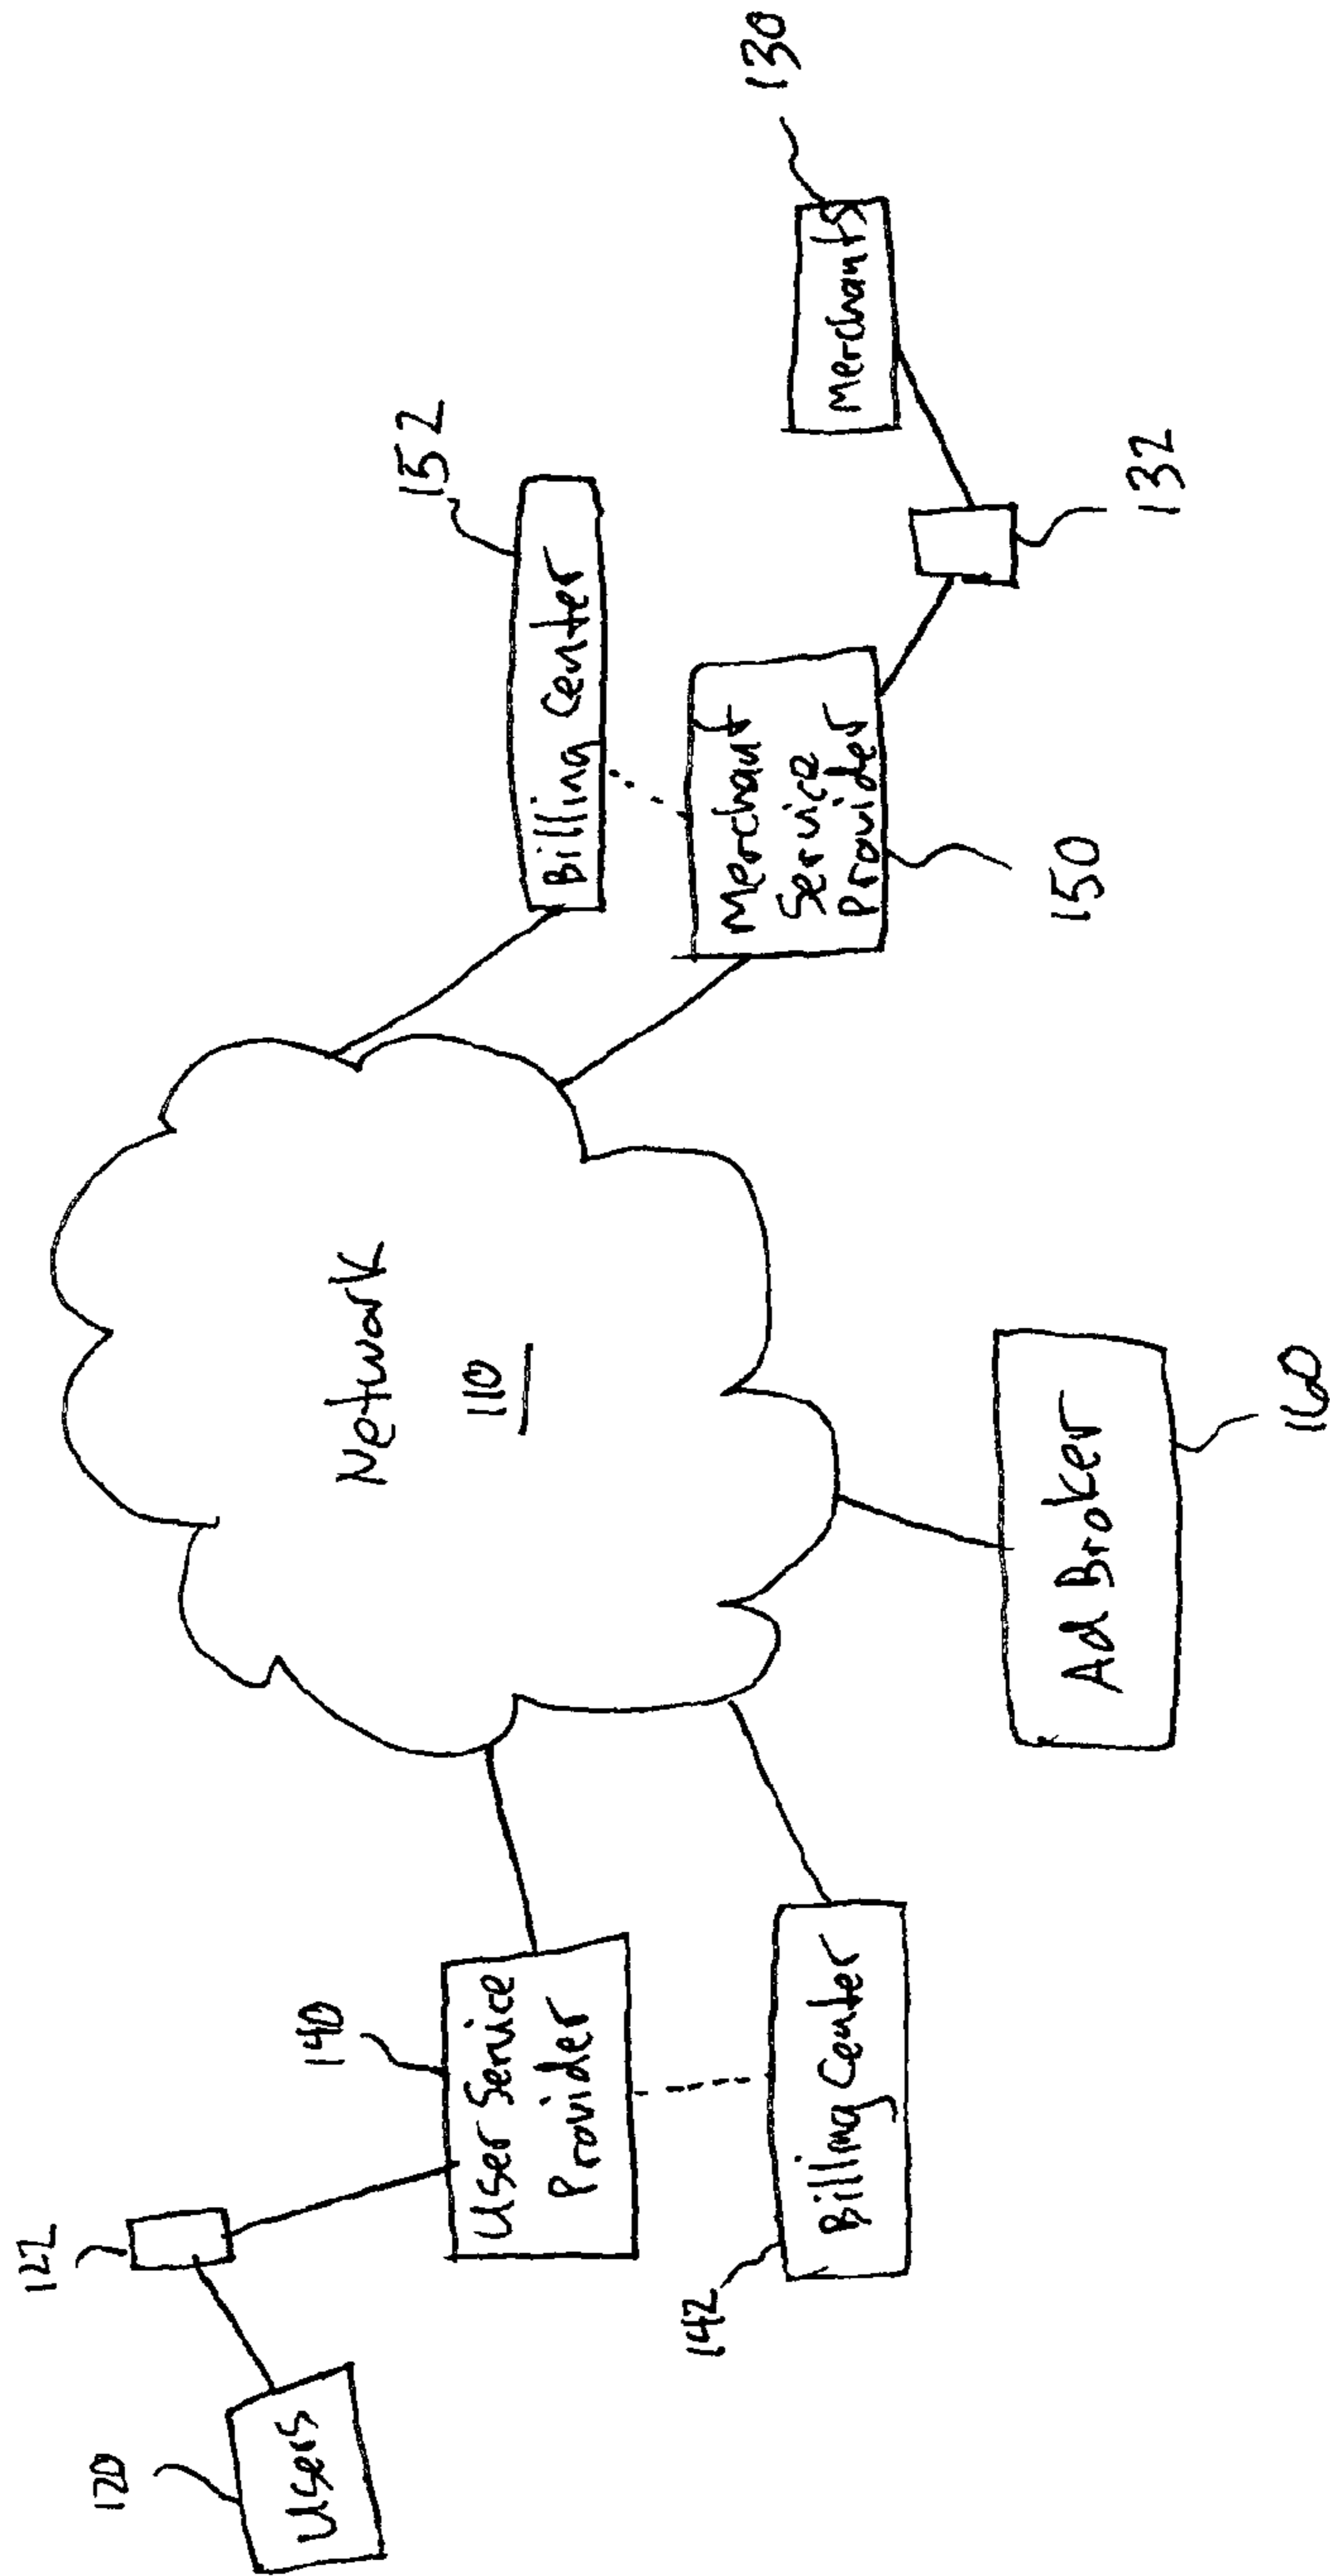 120
Users
122
140
User Service
Provider
142
Billing Center
Network
110
Ad Broker
160
152
Billing Center
Merchant
Service
Provider
150
132
Merchants
130